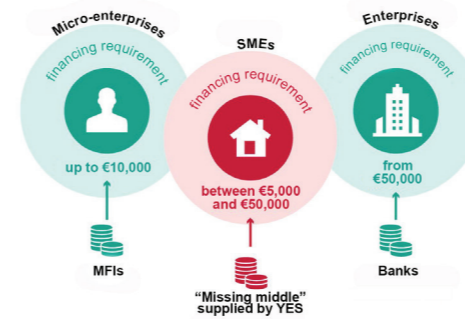 Micro-enterprises
financing requirement
up to €10,000
MFIs
SMEs
financing requirement
between €5,000
and €50,000
“Missing middle”
supplied by YES
Enterprises
financing requirement
from
€50,000
Banks